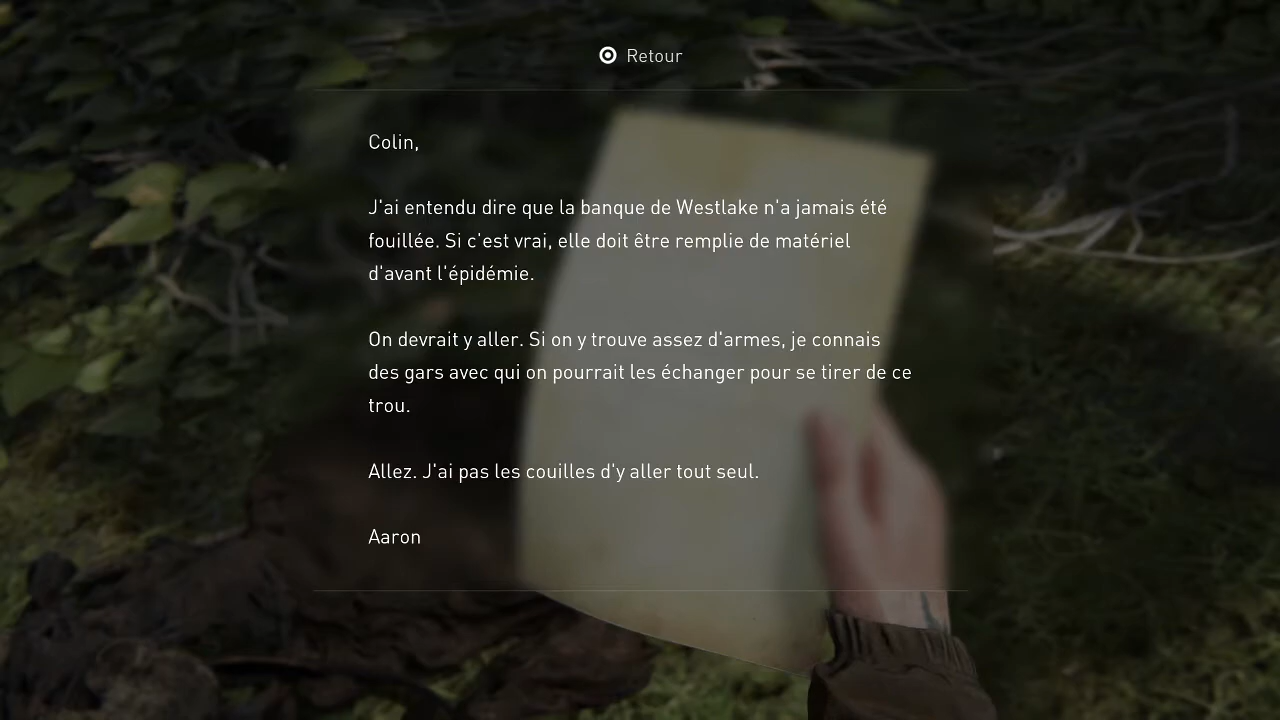 Retour
Colin,
J'ai entendu dire que la banque de Westlake n'a jamais été
fouillée. Si c'est vrai, elle doit être remplie de matériel
d'avant l'épidémie.
On devrait y aller. Si on y trouve assez d'armes, je connais
des gars avec qui on pourrait les échanger pour se tirer de ce
trou.
Allez. J'ai pas les couilles d'y aller tout seul.
Aaron